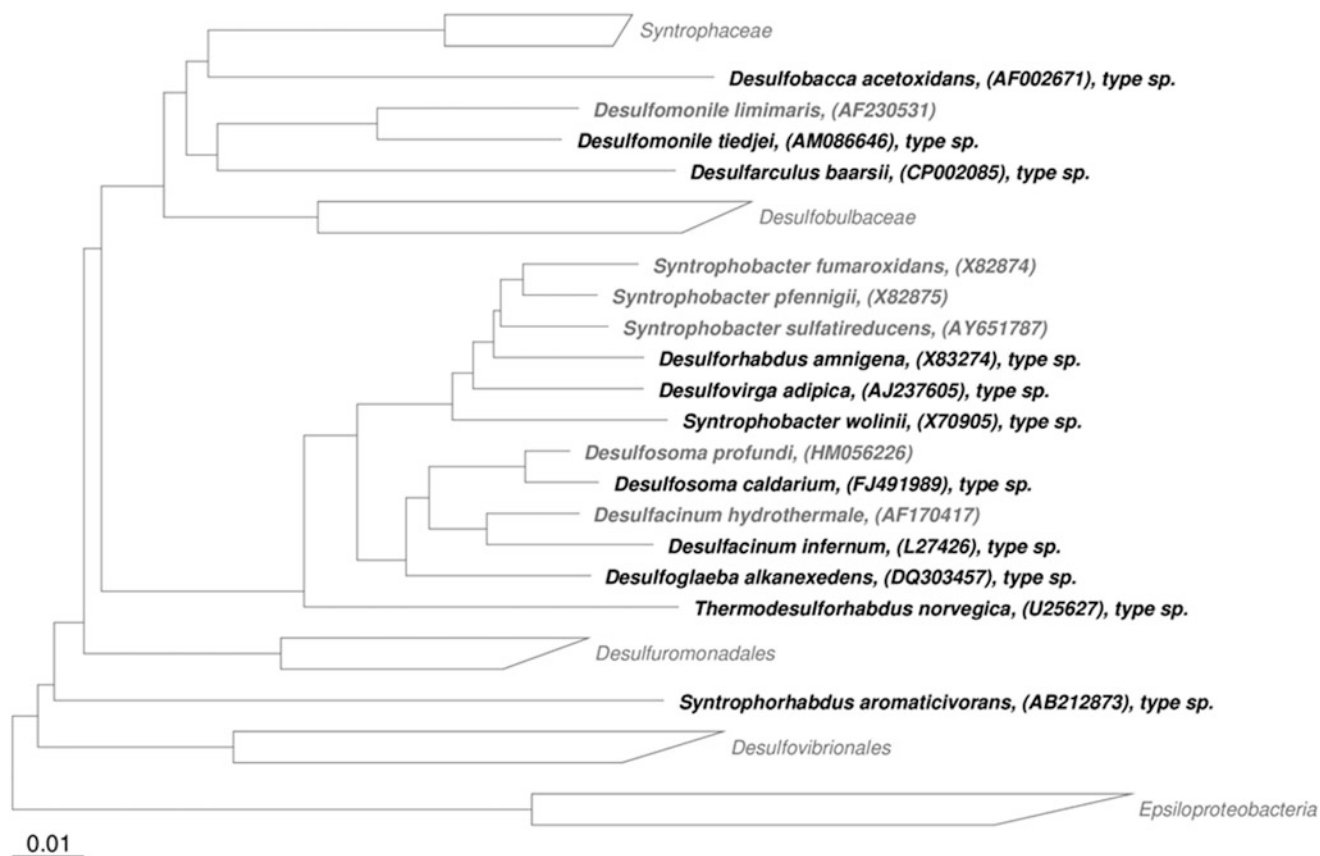 Syntrophaceae
Desulfobacca acetoxidans, (AF002671), type sp.
Desulfomonile limimaris, (AF230531)
Desulfomonile tiedjei, (AM086646), type sp.
Desulfarculus baarsii, (CP002085), type sp.
Desulfobulbaceae
Syntrophobacter fumaroxidans, (X82874)
Syntrophobacter pfennigii, (X82875)
Syntrophobacter sulfatireducens, (AY651787)
Desulforhabdus amnigena, (X83274), type sp.
Desulfovirga adipica, (AJ237605), type sp.
Syntrophobacter wolinii, (X70905), type sp.
Desulfosoma profundi, (HM056226)
Desulfosoma caldarium, (FJ491989), type sp.
Desulfacinum hydrothermale, (AF170417)
Desulfacinum infernum, (L27426), type sp.
Desulfoglaeba alkanexedens, (DQ303457), type sp.
Thermodesulforhabdus norvegica, (U25627), type sp.
Desulfuromonadales
Syntrophorhabdus aromaticivorans, (AB212873), type sp.
Desulfovibrionales
Epsiloproteobacteria
0.01